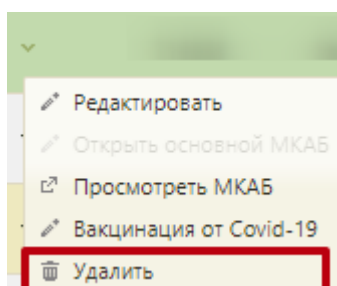 Редактировать
Открыть основной МКАБ
Просмотреть МКАБ
Вакцинация от Covid-19
Удалить